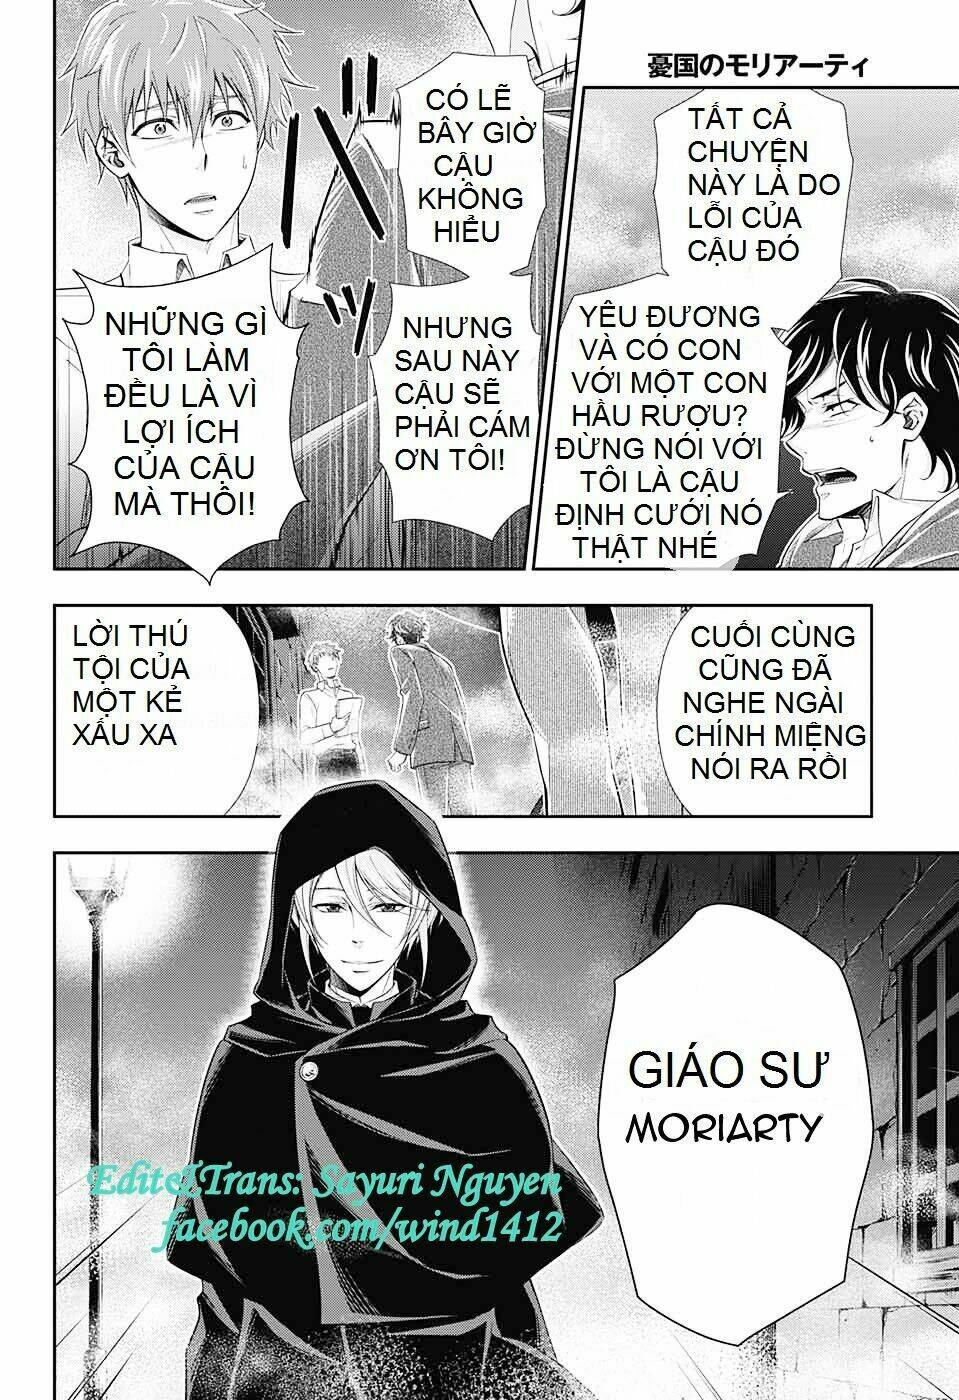 憂国のモリアーティ
TẤT CẢ
CHUYỆN
NÀY LÀ DO
LỖI CỦA
CẬU ĐÓ
YÊU ĐƯƠNG
VÀ CÓ CON
VỚI MỘT CON
HẦU RƯỢU?
ĐỪNG NÓI VỚI
TÔI LÀ CẬU
ĐỊNH CƯỚI NÓ
THẬT NHÉ
CÓ LẼ
BÂY GIỜ
CẬU
KHÔNG
HIỂU
NHƯNG
SAU NÀY
CẬU SẼ
PHẢI CÁM
ƠN TÔI!
NHỮNG GÌ
TÔI LÀM
ĐỀU LÀ VÌ
LỢI ÍCH
CỦA CẬU
MÀ THÔI!
CUỐI CÙNG
CŨNG ĐÃ
NGHE NGÀI
CHÍNH MIỆNG
NÓI RA RỒI
LỜI THÚ
TỘI CỦA
MỘT KẺ
XẤU XA
GIÁO SƯ
MORIARTY
Edit&Trans: Sayuri Nguyen
facebook.com/wind1412